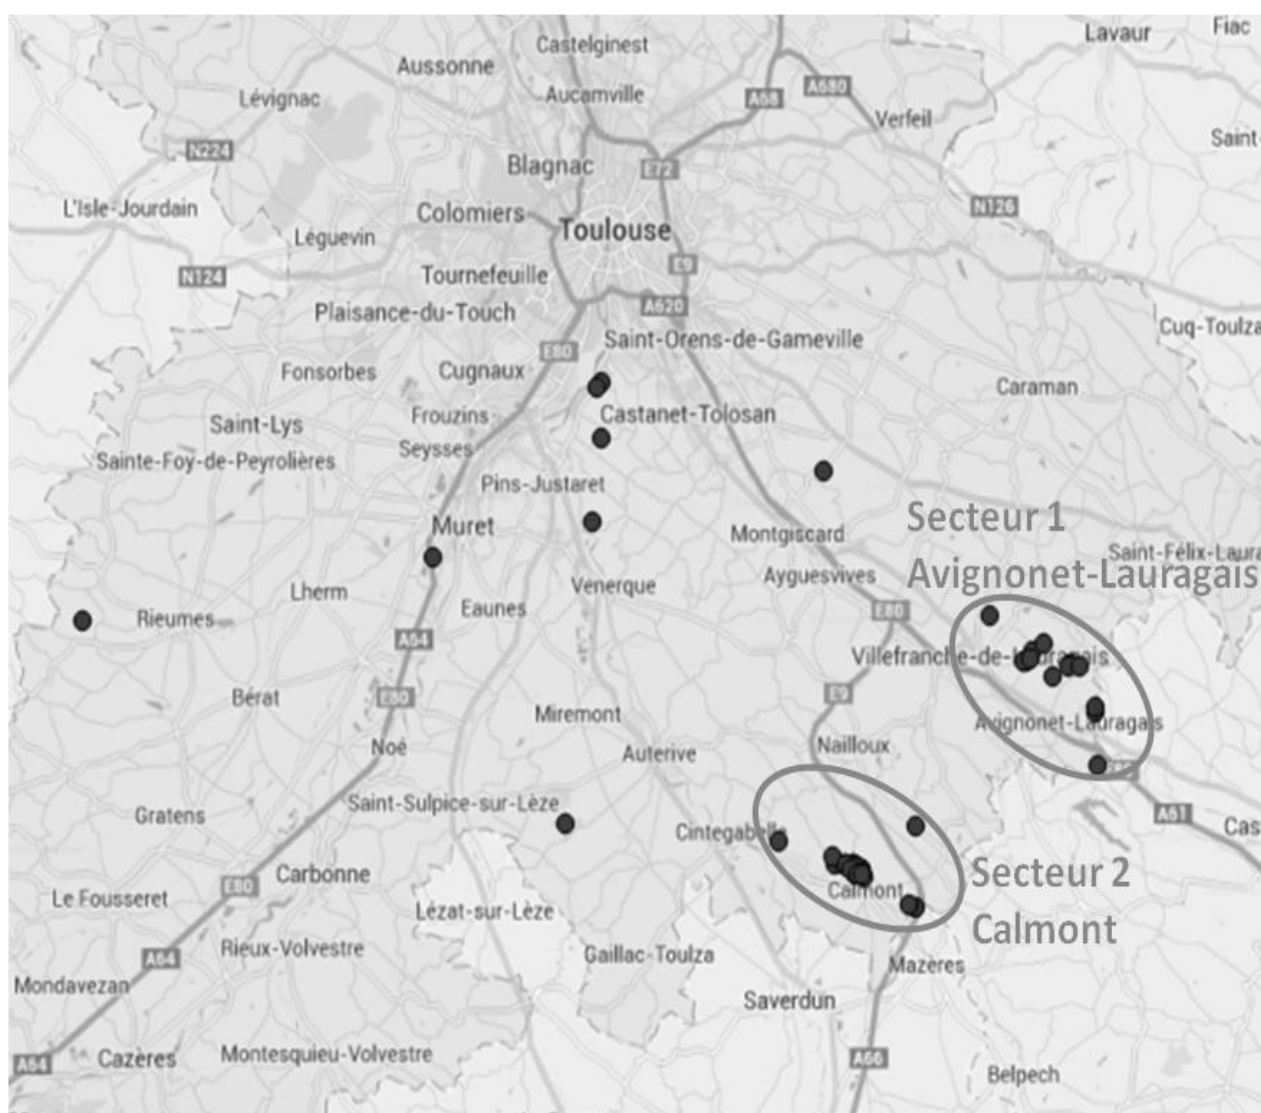 Castelginest
Lavaur
Fiac
Aussonne
Lévignac
Aucamville
A68
A680
Verfeil
Saint-
N224
Blagnac
E72
L'Isle-Jourdain
Colomiers
N126
Toulouse
Léguevin
N124
Tournefeuille
E9
A620
Plaisance-du-Touch
Saint-Orens-de-Gameville
Cuq-Toulza
E80
Fonsorbes
Cugnaux
Caraman
Frouzins
Castanet-Tolosan
Saint-Lys
Seysses
Sainte-Foy-de-Peyrolières
Pins-Justaret
Secteur 1
Avignonet-Lauragais
Muret
Montgiscard
Saint-Félix-Laura
Ayguesvives
Venerque
Lherm
Eaunes
E80
Rieumes
A64
Villefranche-de-Lauragais
Bérat
E80
E9
Miremont
Avignonet-Lauragais
Noé
Auterive
Nailloux
Saint-Sulpice-sur-Lèze
Gratens
A61
Cas
Cintegabelle
Secteur 2
Calmont
Carbonne
E80
Calmont
Le Fousseret
Lézat-sur-Lèze
Rieux-Volvestre
Gaillac-Toulza
A64
Mazères
Mondavezan
Saverdun
A64
Cazères
Montesquieu-Volvestre
A66
Belpech